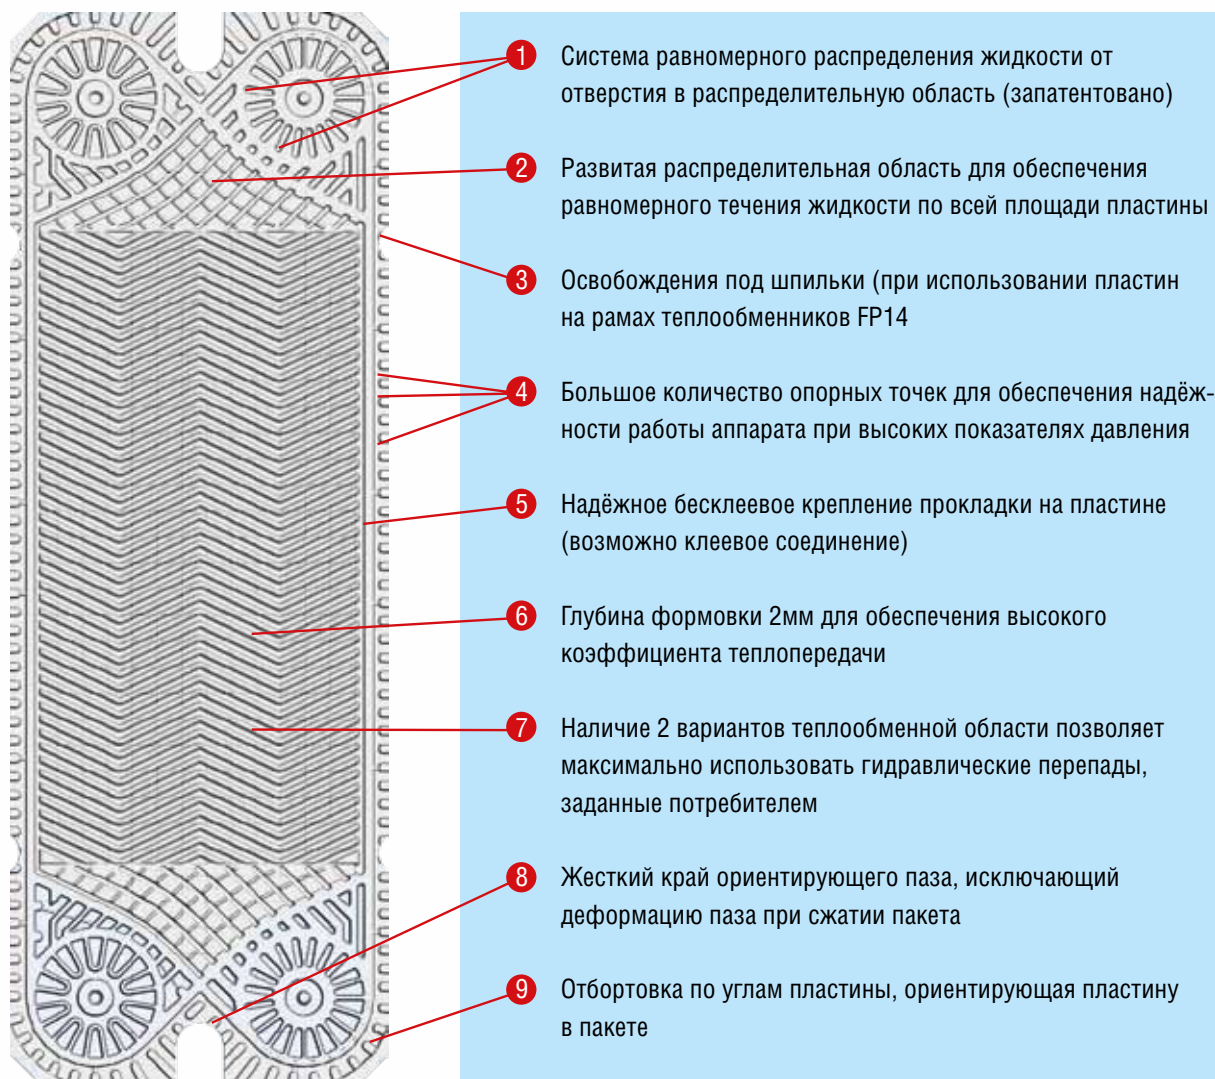 1 Система равномерного распределения жидкости от
отверстия в распределительную область (запатентовано)
2 Развитая распределительная область для обеспечения
равномерного течения жидкости по всей площади пластины
3 Освобождения под шпильки (при использовании пластин
на рамах теплообменников FP14
4 Большое количество опорных точек для обеспечения надёж-
ности работы аппарата при высоких показателях давления
5 Надёжное бесклеевое крепление прокладки на пластине
(возможно клеевое соединение)
6 Глубина формовки 2мм для обеспечения высокого
коэффициента теплопередачи
7 Наличие 2 вариантов теплообменной области позволяет
максимально использовать гидравлические перепады,
заданные потребителем
8 Жесткий край ориентирующего паза, исключающий
деформацию паза при сжатии пакета
9 Отбортовка по углам пластины, ориентирующая пластину
в пакете